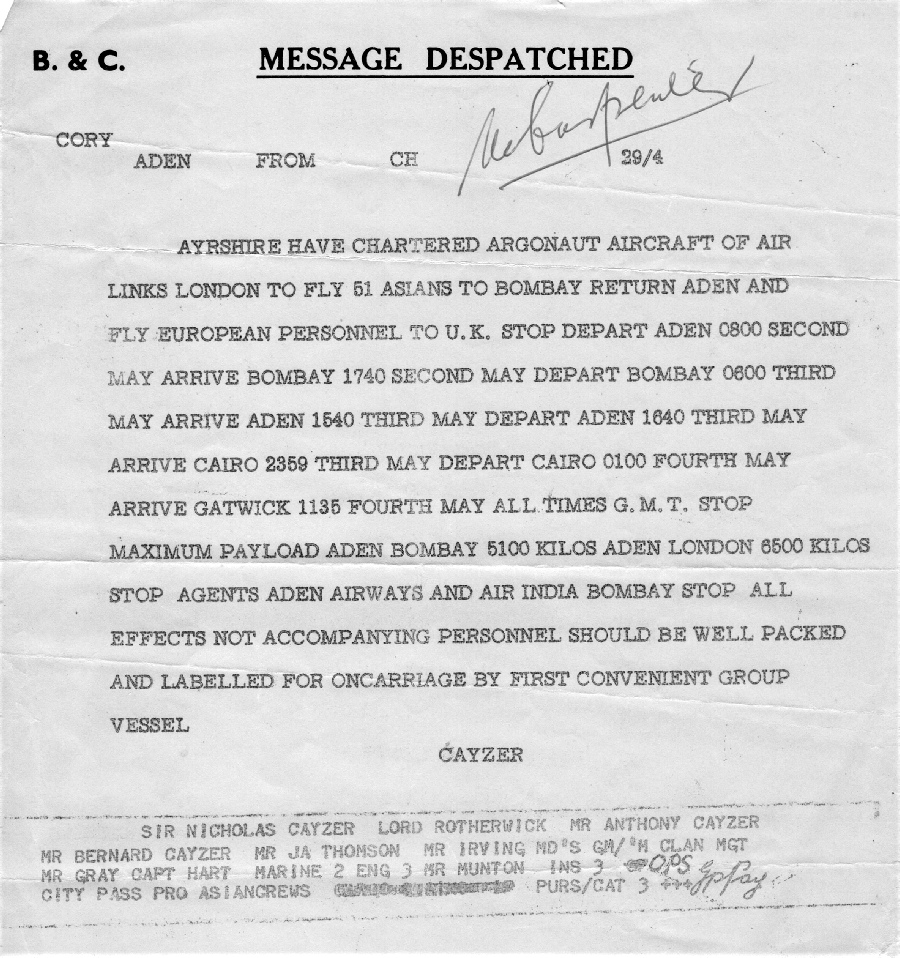 B. & C. MESSAGE DESPATCHED
CORY
ADEN FROM CH 29/4
AYRSHIRE HAVE CHARTERED ARGONAUT AIRCRAFT OF AIR
LINKS LONDON TO FLY 51 ASIANS TO BOMBAY RETURN ADEN AND
FLY EUROPEAN PERSONNEL TO U.K. STOP DEPART ADEN 0800 SECOND
MAY ARRIVE BOMBAY 1740 SECOND MAY DEPART BOMBAY 0600 THIRD
MAY ARRIVE ADEN 1540 THIRD MAY DEPART ADEN 1640 THIRD MAY
ARRIVE CAIRO 2359 THIRD MAY DEPART CAIRO 0100 FOURTH MAY
ARRIVE GATWICK 1135 FOURTH MAY ALL TIMES G.M.T. STOP
MAXIMUM PAYLOAD ADEN BOMBAY 5100 KILOS ADEN LONDON 6500 KILOS
STOP AGENTS ADEN AIRWAYS AND AIR INDIA BOMBAY STOP ALL
EFFECTS NOT ACCOMPANYING PERSONNEL SHOULD BE WELL PACKED
AND LABELLED FOR ONCARRIAGE BY FIRST CONVENIENT GROUP
VESSEL
CAYZER
SIR NICHOLAS CAYZER LORD ROTHERWICK MR ANTHONY CAYZER
MR BERNARD CAYZER MR JA THOMSON MR IRVING MD'S GM/'M CLAN MGT
MR GRAY CAPT HART MARINE 2 ENG 3 MR MUNTON INS 3 OPS
CITY PASS PRO ASIANCREWS PURS/CAT 3